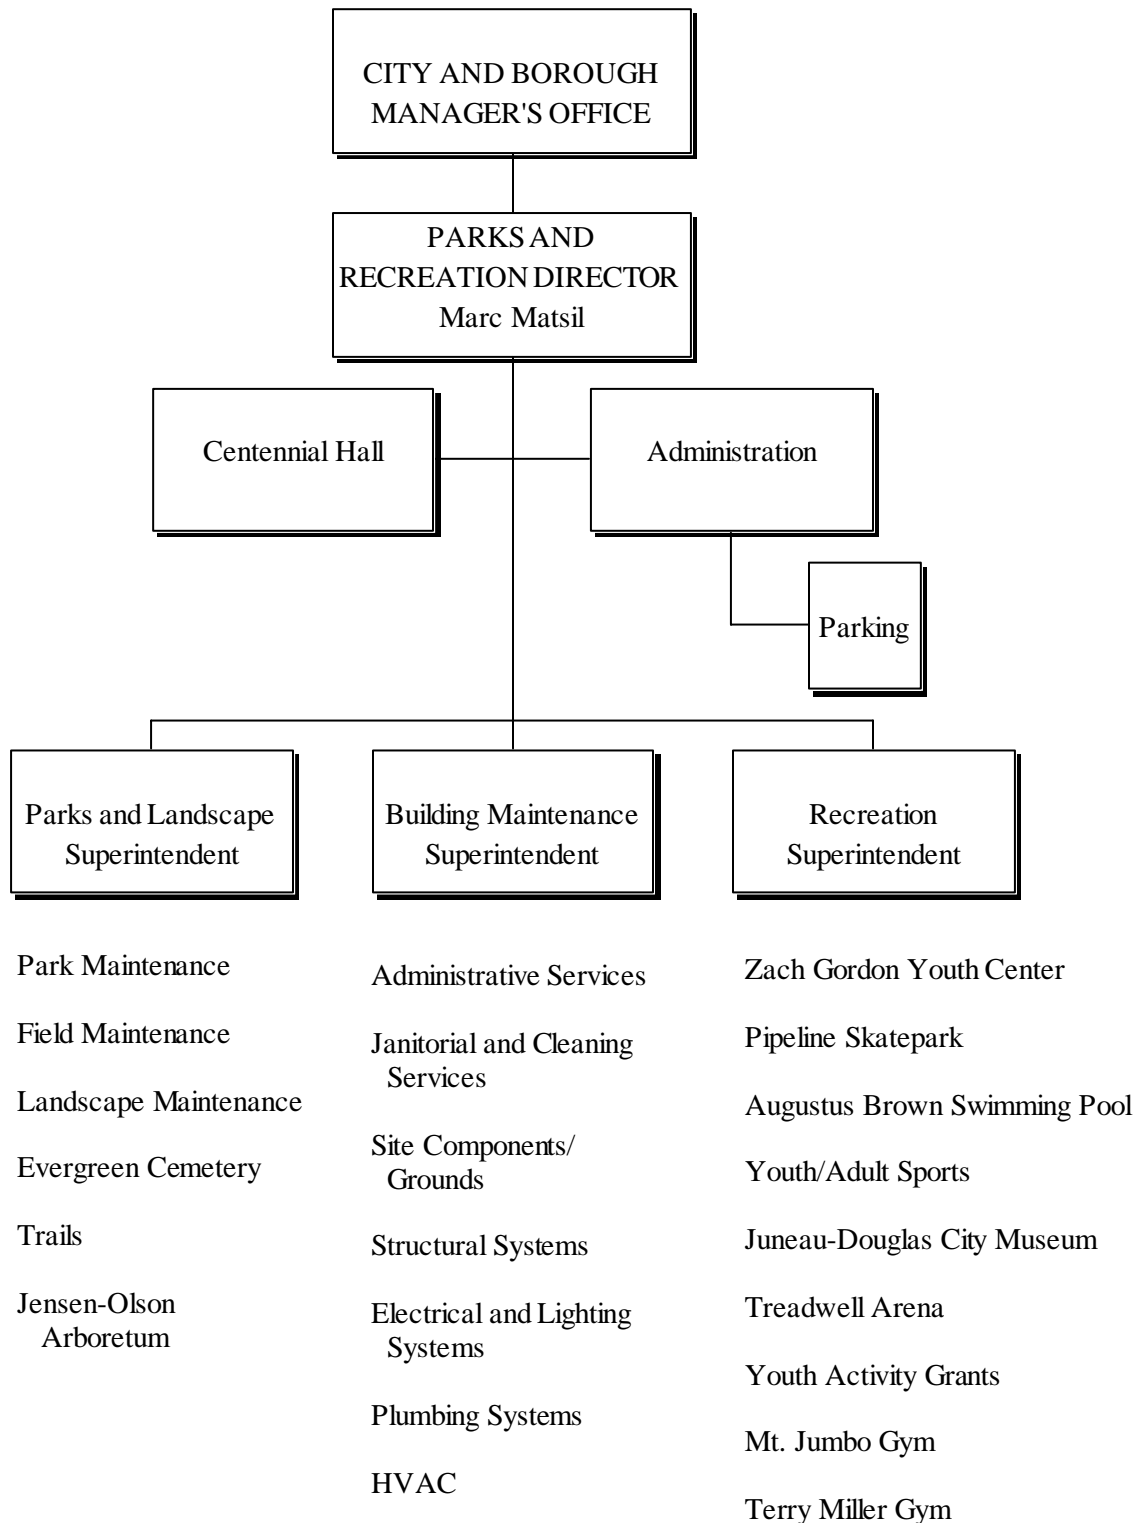 CITY AND BOROUGH
MANAGER'S OFFICE
PARKS AND
RECREATION DIRECTOR
Marc Matsil
Centennial Hall
Administration
Parking
Parks and Landscape
Superintendent
Building Maintenance
Superintendent
Recreation
Superintendent
Park Maintenance
Field Maintenance
Landscape Maintenance
Evergreen Cemetery
Trails
Jensen-Olson
Arboretum
Administrative Services
Janitorial and Cleaning
Services
Site Components/
Grounds
Structural Systems
Electrical and Lighting
Systems
Plumbing Systems
HVAC
Zach Gordon Youth Center
Pipeline Skatepark
Augustus Brown Swimming Pool
Youth/Adult Sports
Juneau-Douglas City Museum
Treadwell Arena
Youth Activity Grants
Mt. Jumbo Gym
Terry Miller Gym